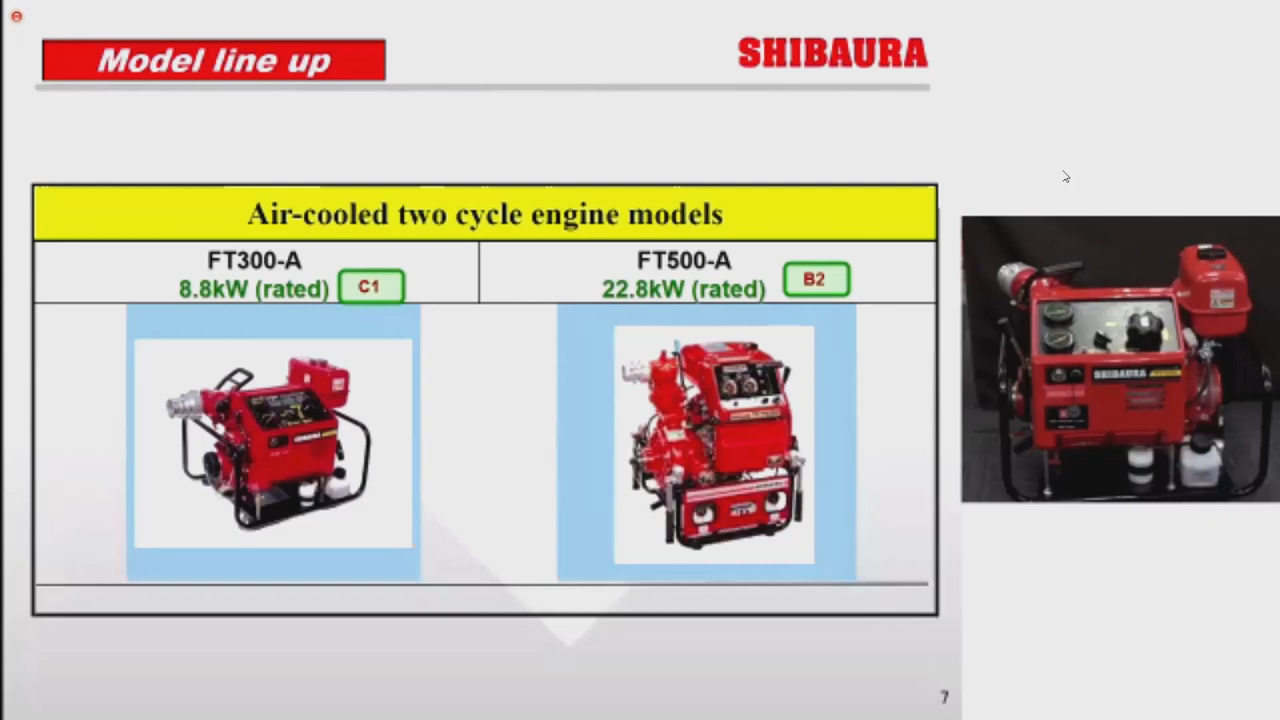 Model line up
SHIBAURA
Air-cooled two cycle engine models
FT300-A
8.8kW (rated)
C1
FT500-A
22.8kW (rated)
B2
SHIBAURA
7